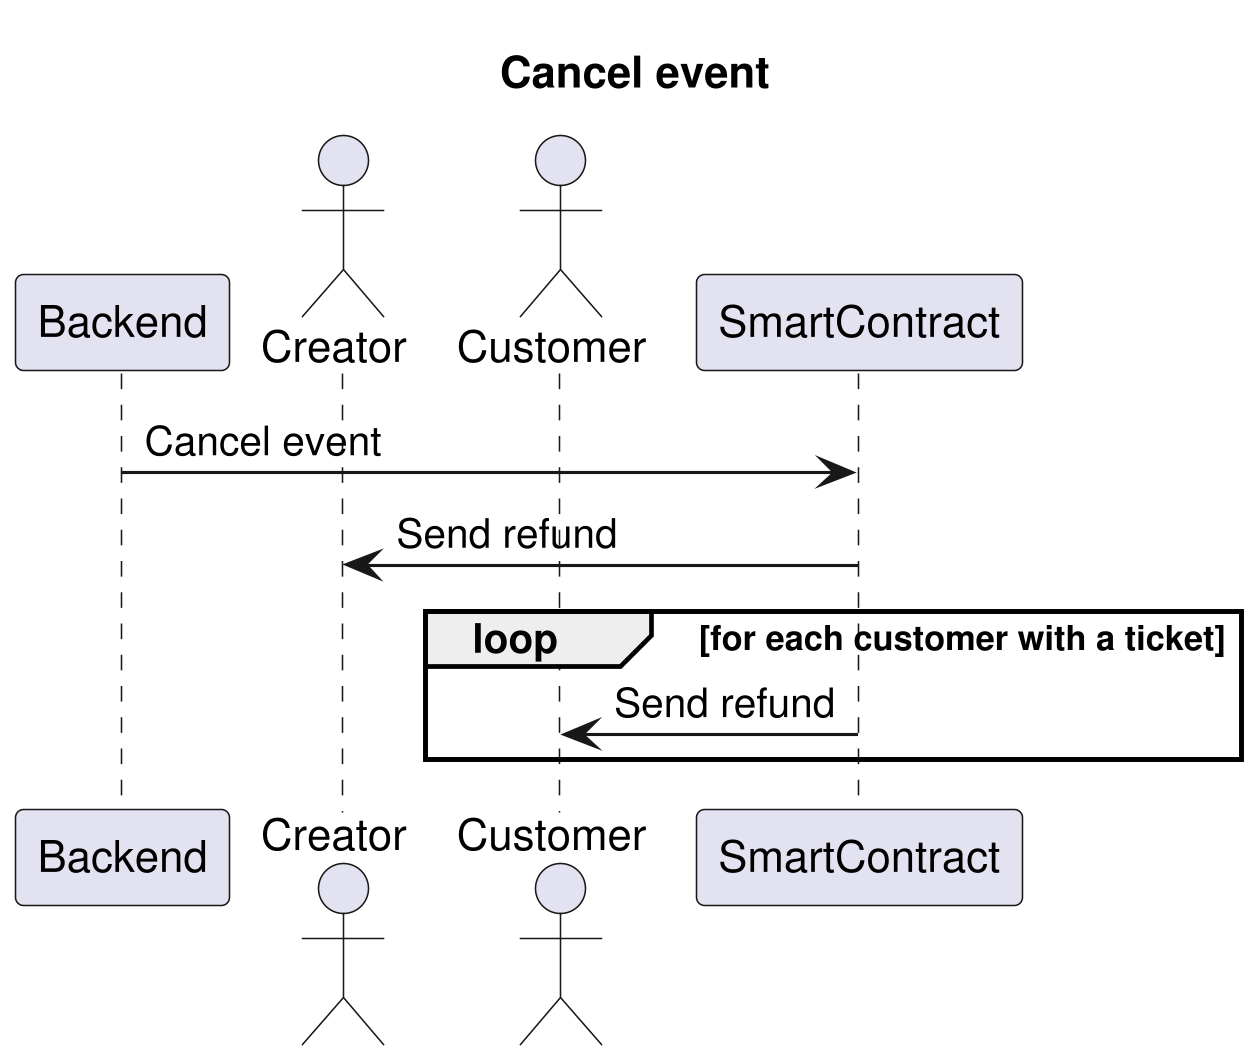 Cancel event
Backend
Creator
Customer
SmartContract
Cancel event
Send refund
loop
[for each customer with a ticket]
Send refund
Backend
Creator
Customer
SmartContract